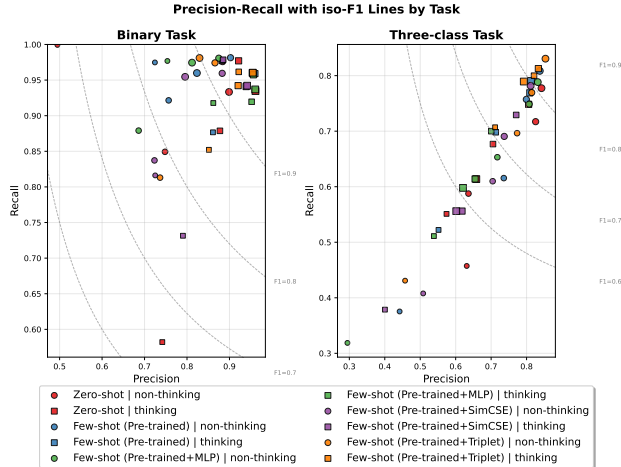 Precision-Recall with iso-F1 Lines by Task
Binary Task
Three-class Task
1.00
0.95
0.90
0.85
0.80
0.75
0.70
0.65
0.60
Recall
0.5
0.6
0.7
0.8
0.9
Precision
F1=0.9
F1=0.8
F1=0.7
0.8
0.7
0.6
0.5
0.4
0.3
Recall
0.3
0.4
0.5
0.6
0.7
0.8
Precision
F1=0.9
F1=0.8
F1=0.7
F1=0.6
Zero-shot | non-thinking
Zero-shot | thinking
Few-shot (Pre-trained) | non-thinking
Few-shot (Pre-trained) | thinking
Few-shot (Pre-trained+MLP) | non-thinking
Few-shot (Pre-trained+MLP) | thinking
Few-shot (Pre-trained+SimCSE) | non-thinking
Few-shot (Pre-trained+SimCSE) | thinking
Few-shot (Pre-trained+Triplet) | non-thinking
Few-shot (Pre-trained+Triplet) | thinking